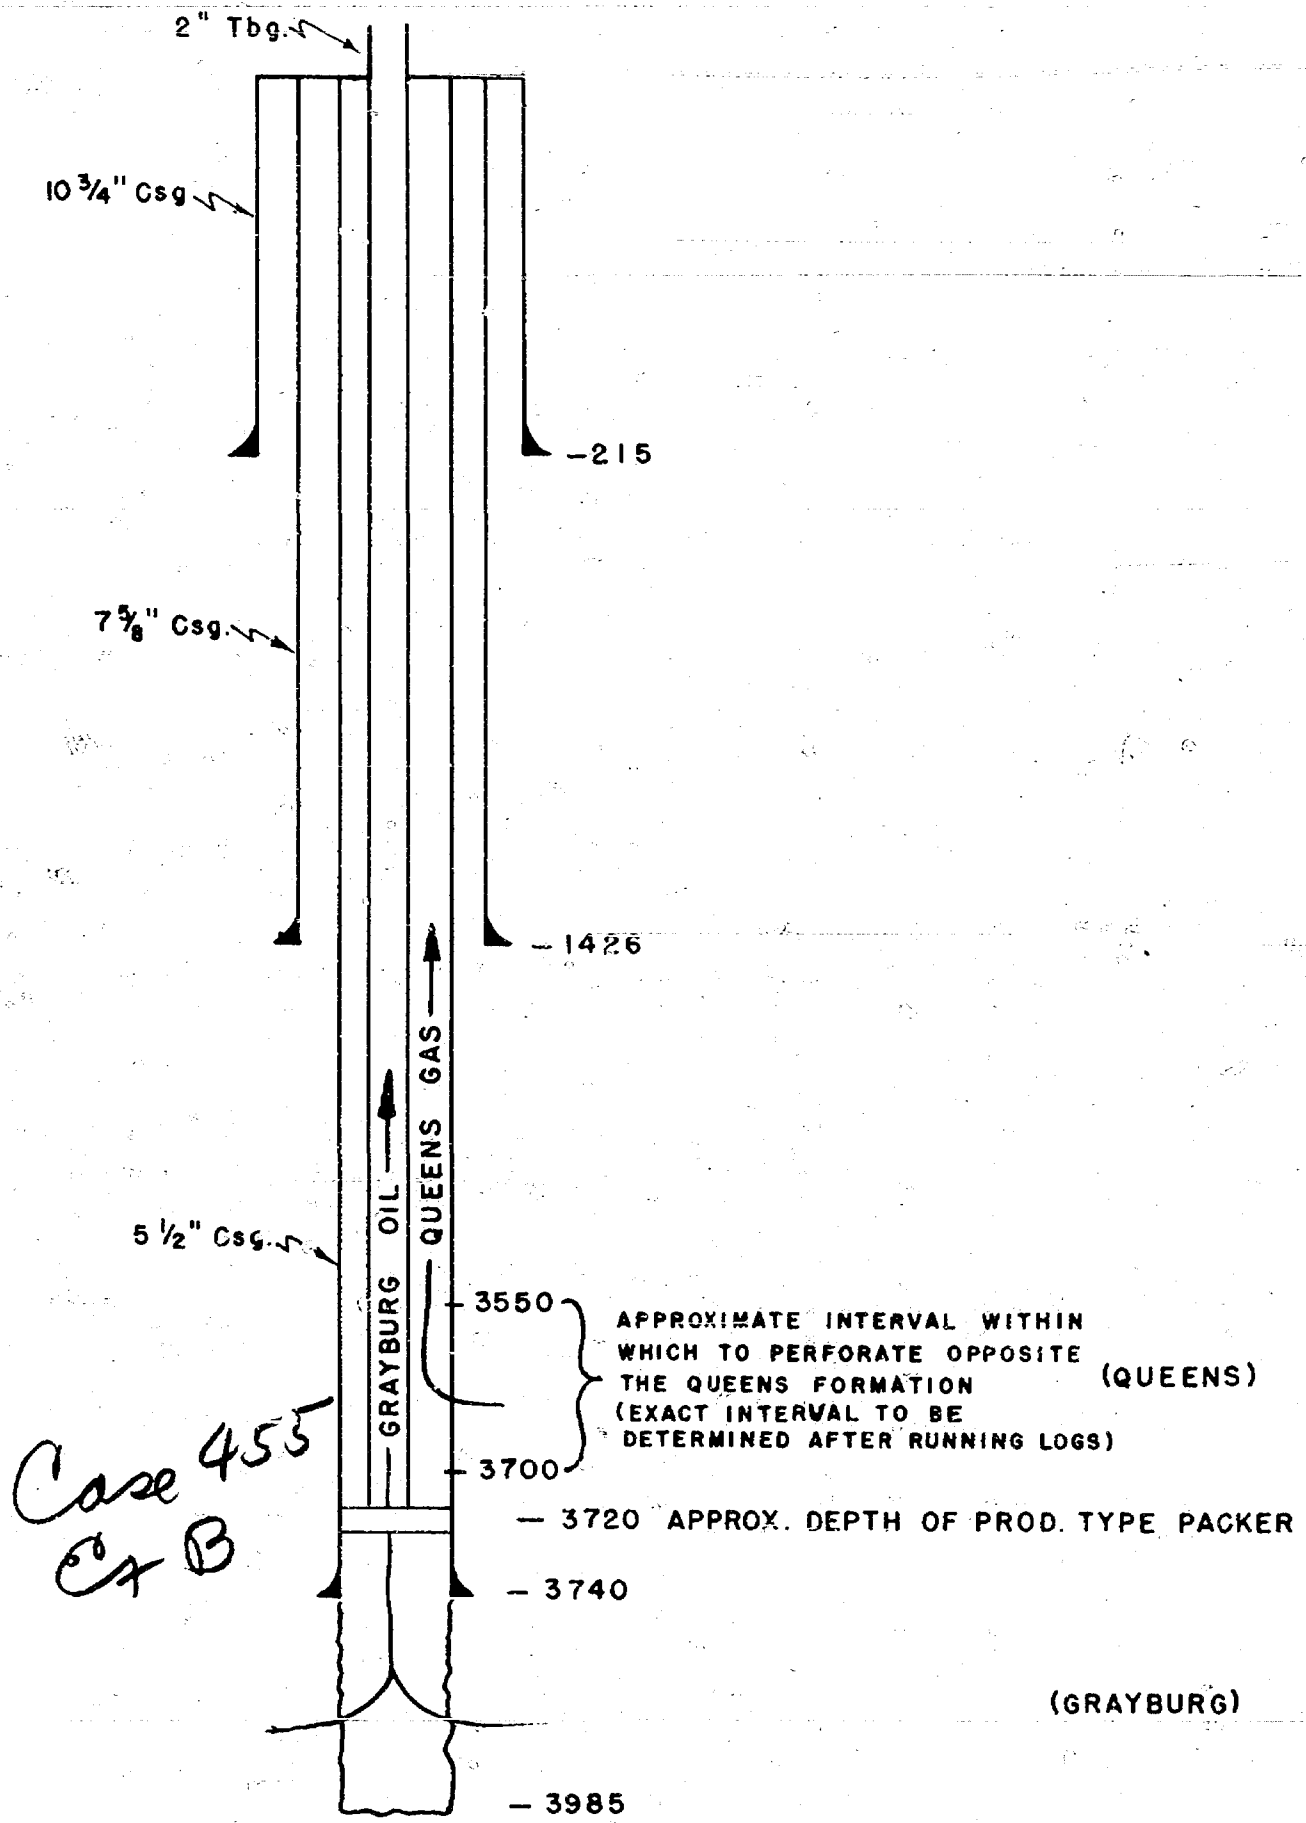 2" Tbg.
10 3/4" Csg
-215
7 5/8" Csg.
-1426
QUEENS GAS
GRAYBURG OIL
5 1/2" Csg.
3550
APPROXIMATE INTERVAL WITHIN
WHICH TO PERFORATE OPPOSITE
THE QUEENS FORMATION
(EXACT INTERVAL TO BE
DETERMINED AFTER RUNNING LOGS)
(QUEENS)
3700
Case 455
Ex B
- 3720 APPROX. DEPTH OF PROD. TYPE PACKER
- 3740
(GRAYBURG)
- 3985